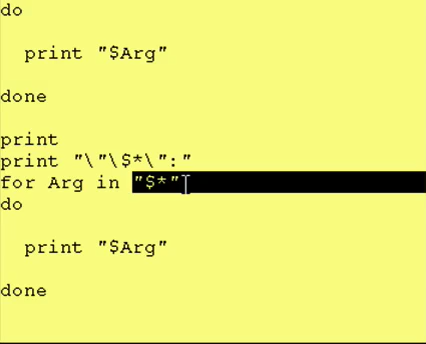 do
print "$Arg"
done
print
print "\"\$*\":"
for Arg in "$*"
do
print "$Arg"
done